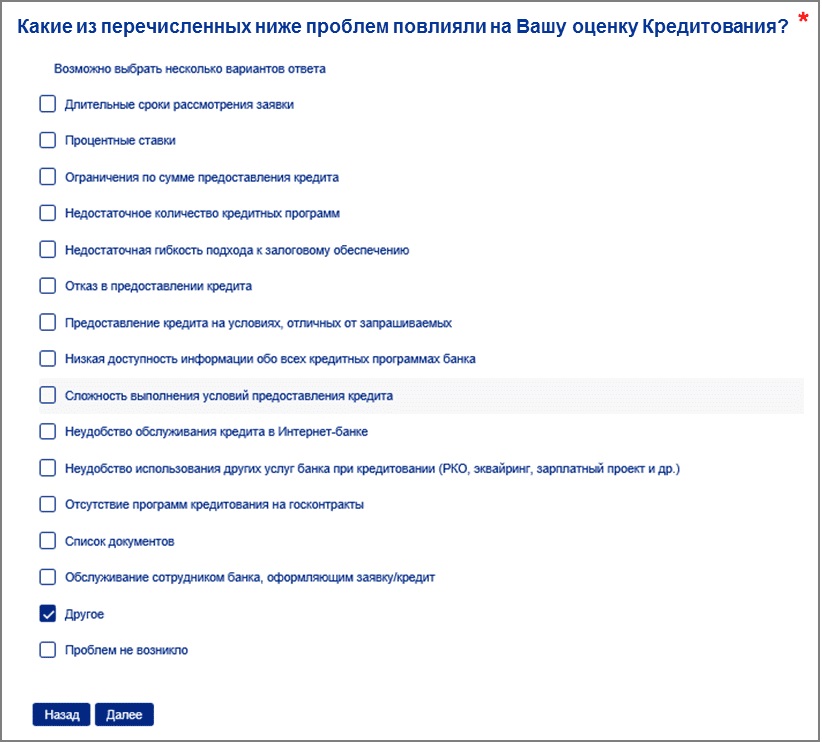 Какие из перечисленных ниже проблем повлияли на Вашу оценку Кредитования? *
Возможно выбрать несколько вариантов ответа
Длительные сроки рассмотрения заявки
Процентные ставки
Ограничения по сумме предоставления кредита
Недостаточное количество кредитных программ
Недостаточная гибкость подхода к залоговому обеспечению
Отказ в предоставлении кредита
Предоставление кредита на условиях, отличных от запрашиваемых
Низкая доступность информации обо всех кредитных программах банка
Сложность выполнения условий предоставления кредита
Неудобство обслуживания кредита в Интернет-банке
Неудобство использования других услуг банка при кредитовании (РКО, эквайринг, зарплатный проект и др.)
Отсутствие программ кредитования на госконтракты
Список документов
Обслуживание сотрудником банка, оформляющим заявку/кредит
Другое
Проблем не возникло
Назад Далее